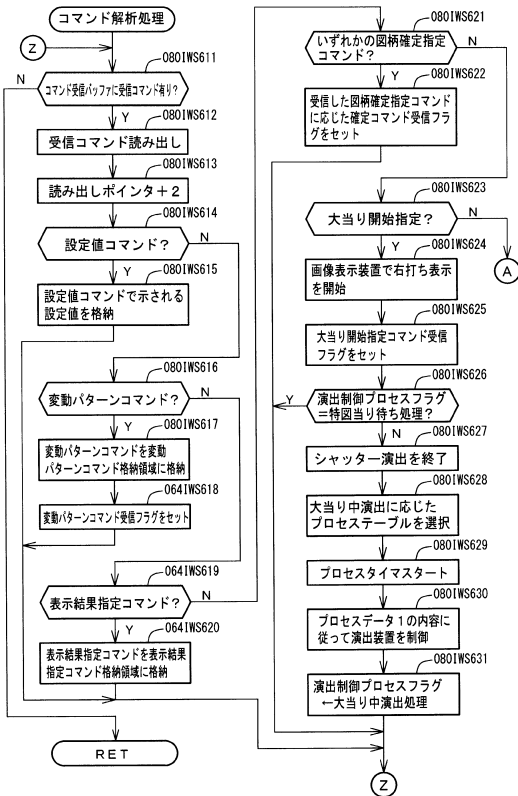 コマンド解析処理
Z
080IWS611
N
コマンド受信バッファに受信コマンド有り?
Y
080IWS612
受信コマンド読み出し
080IWS613
読み出しポインタ+2
080IWS614
設定値コマンド?
N
Y
080IWS615
設定値コマンドで示される
設定値を格納
080IWS616
変動パターンコマンド?
N
Y
080IWS617
変動パターンコマンドを変動
パターンコマンド格納領域に格納
064IWS618
変動パターンコマンド受信フラグをセット
064IWS619
表示結果指定コマンド?
N
Y
064IWS620
表示結果指定コマンドを表示結果
指定コマンド格納領域に格納
RET
080IWS621
いずれかの図柄確定指定
コマンド?
N
Y
080IWS622
受信した図柄確定指定コマンド
に応じた確定コマンド受信フ
ラグをセット
080IWS623
大当り開始指定?
N
A
Y
080IWS624
画像表示装置で右打ち表示
を開始
080IWS625
大当り開始指定コマンド受信
フラグをセット
080IWS626
Y
演出制御プロセスフラグ
=特図当り待ち処理?
N
080IWS627
シャッター演出を終了
080IWS628
大当り中演出に応じた
プロセステーブルを選択
080IWS629
プロセスタイマスタート
080IWS630
プロセスデータ1の内容に
従って演出装置を制御
080IWS631
演出制御プロセスフラグ
←大当り中演出処理
Z